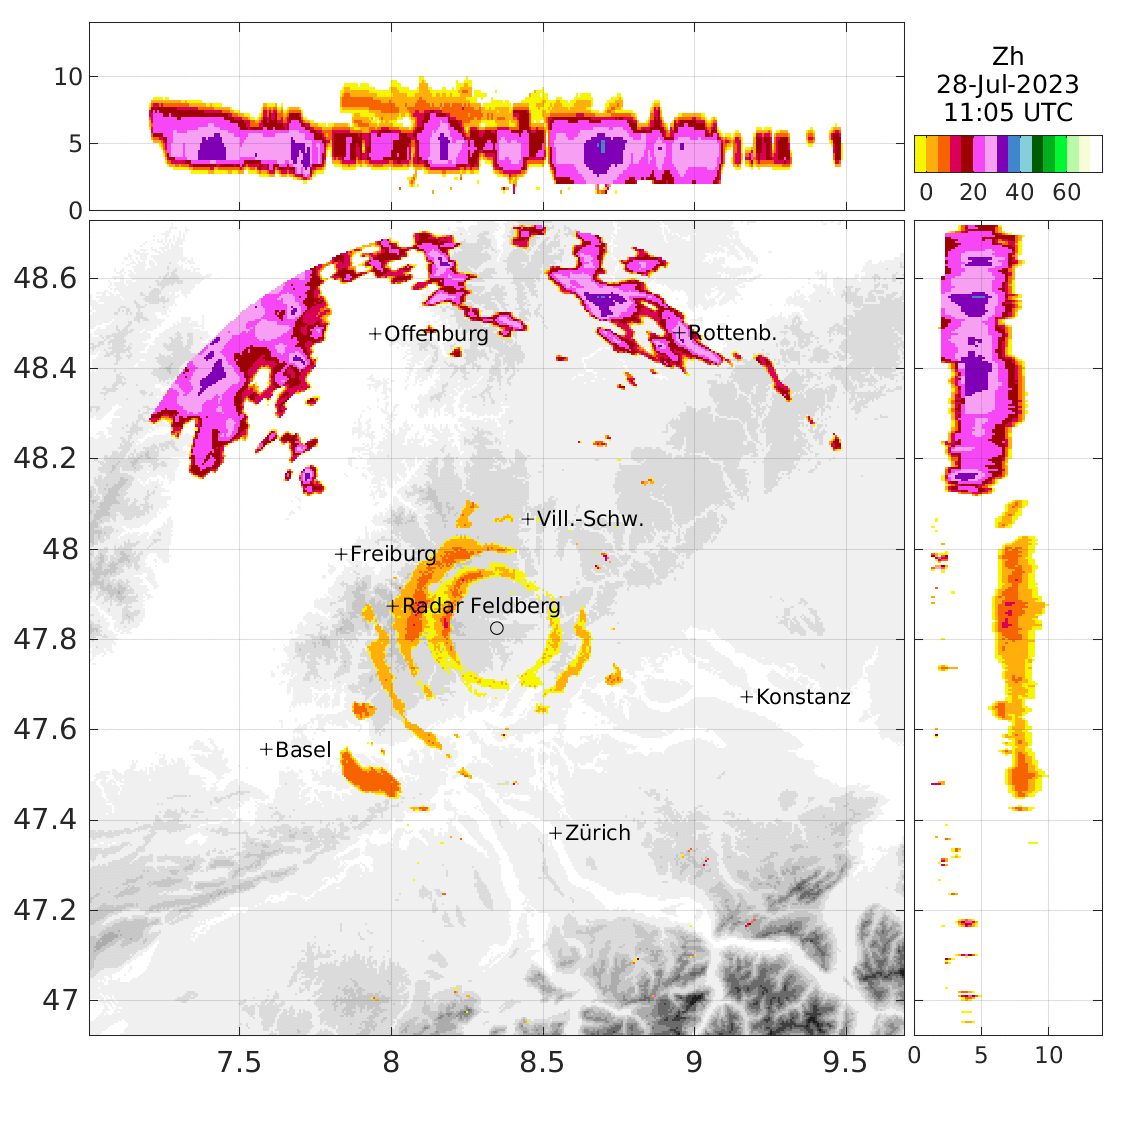 Zh
28-Jul-2023
11:05 UTC
0 20 40 60
10
5
0
48.6
48.4
48.2
48
47.8
47.6
47.4
47.2
47
Offenburg
Rottenb.
Vill.-Schw.
Freiburg
Radar Feldberg
Konstanz
Basel
Zürich
7.5 8 8.5 9 9.5
0 5 10